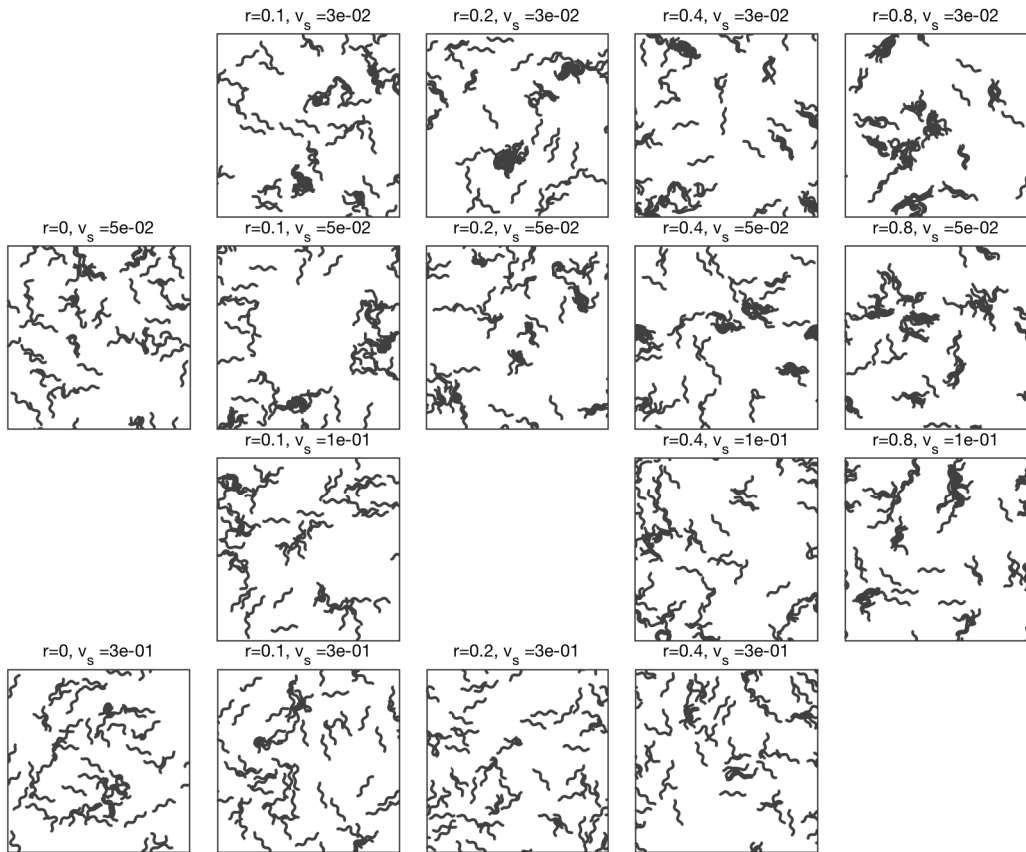 r=0.1, v_s =3e-02
r=0.2, v_s =3e-02
r=0.4, v_s =3e-02
r=0.8, v_s =3e-02
r=0, v_s =5e-02
r=0.1, v_s =5e-02
r=0.2, v_s =5e-02
r=0.4, v_s =5e-02
r=0.8, v_s =5e-02
r=0.1, v_s =1e-01
r=0.4, v_s =1e-01
r=0.8, v_s =1e-01
r=0, v_s =3e-01
r=0.1, v_s =3e-01
r=0.2, v_s =3e-01
r=0.4, v_s =3e-01